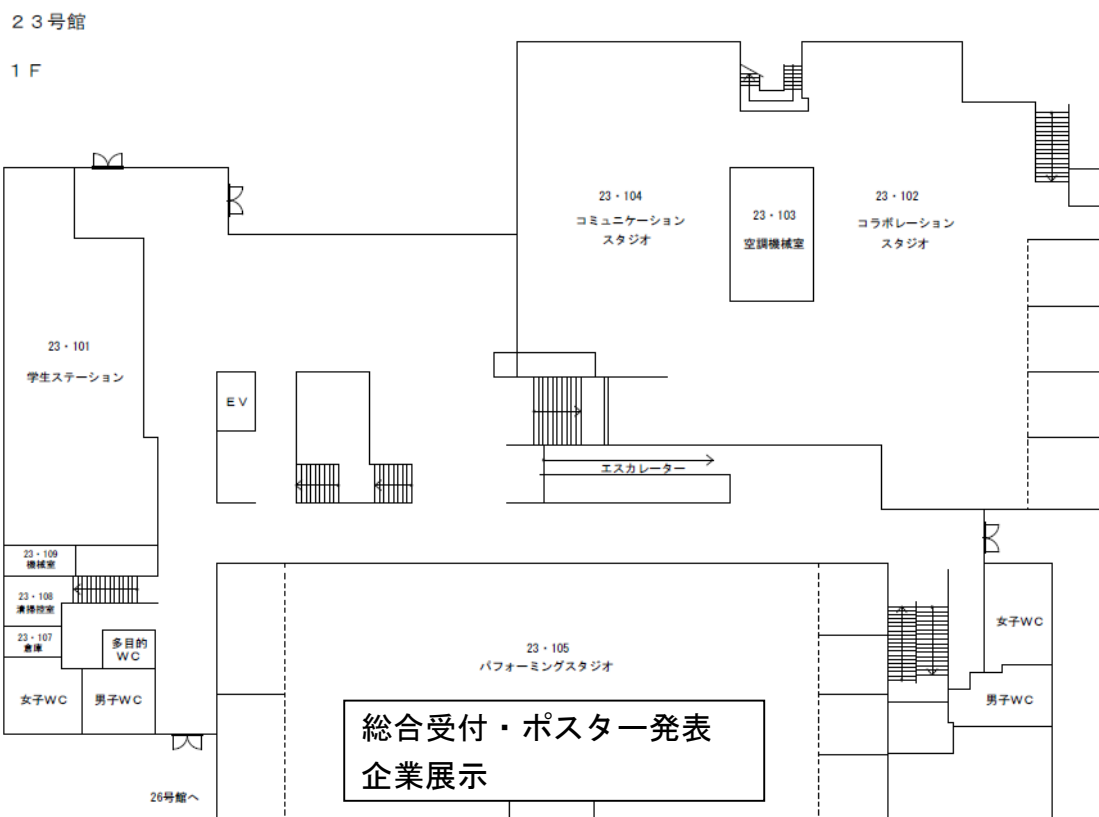 ２３号館
１Ｆ
23・104
コミュニケーション
スタジオ
23・103
空調機械室
23・102
コラボレーション
スタジオ
23・101
学生ステーション
ＥＶ
エスカレーター
23・109
機械室
23・108
清掃控室
23・107
倉庫
多目的
ＷＣ
女子ＷＣ
男子ＷＣ
23・105
パフォーミングスタジオ
女子ＷＣ
男子ＷＣ
総合受付・ポスター発表
企業展示
26号館へ